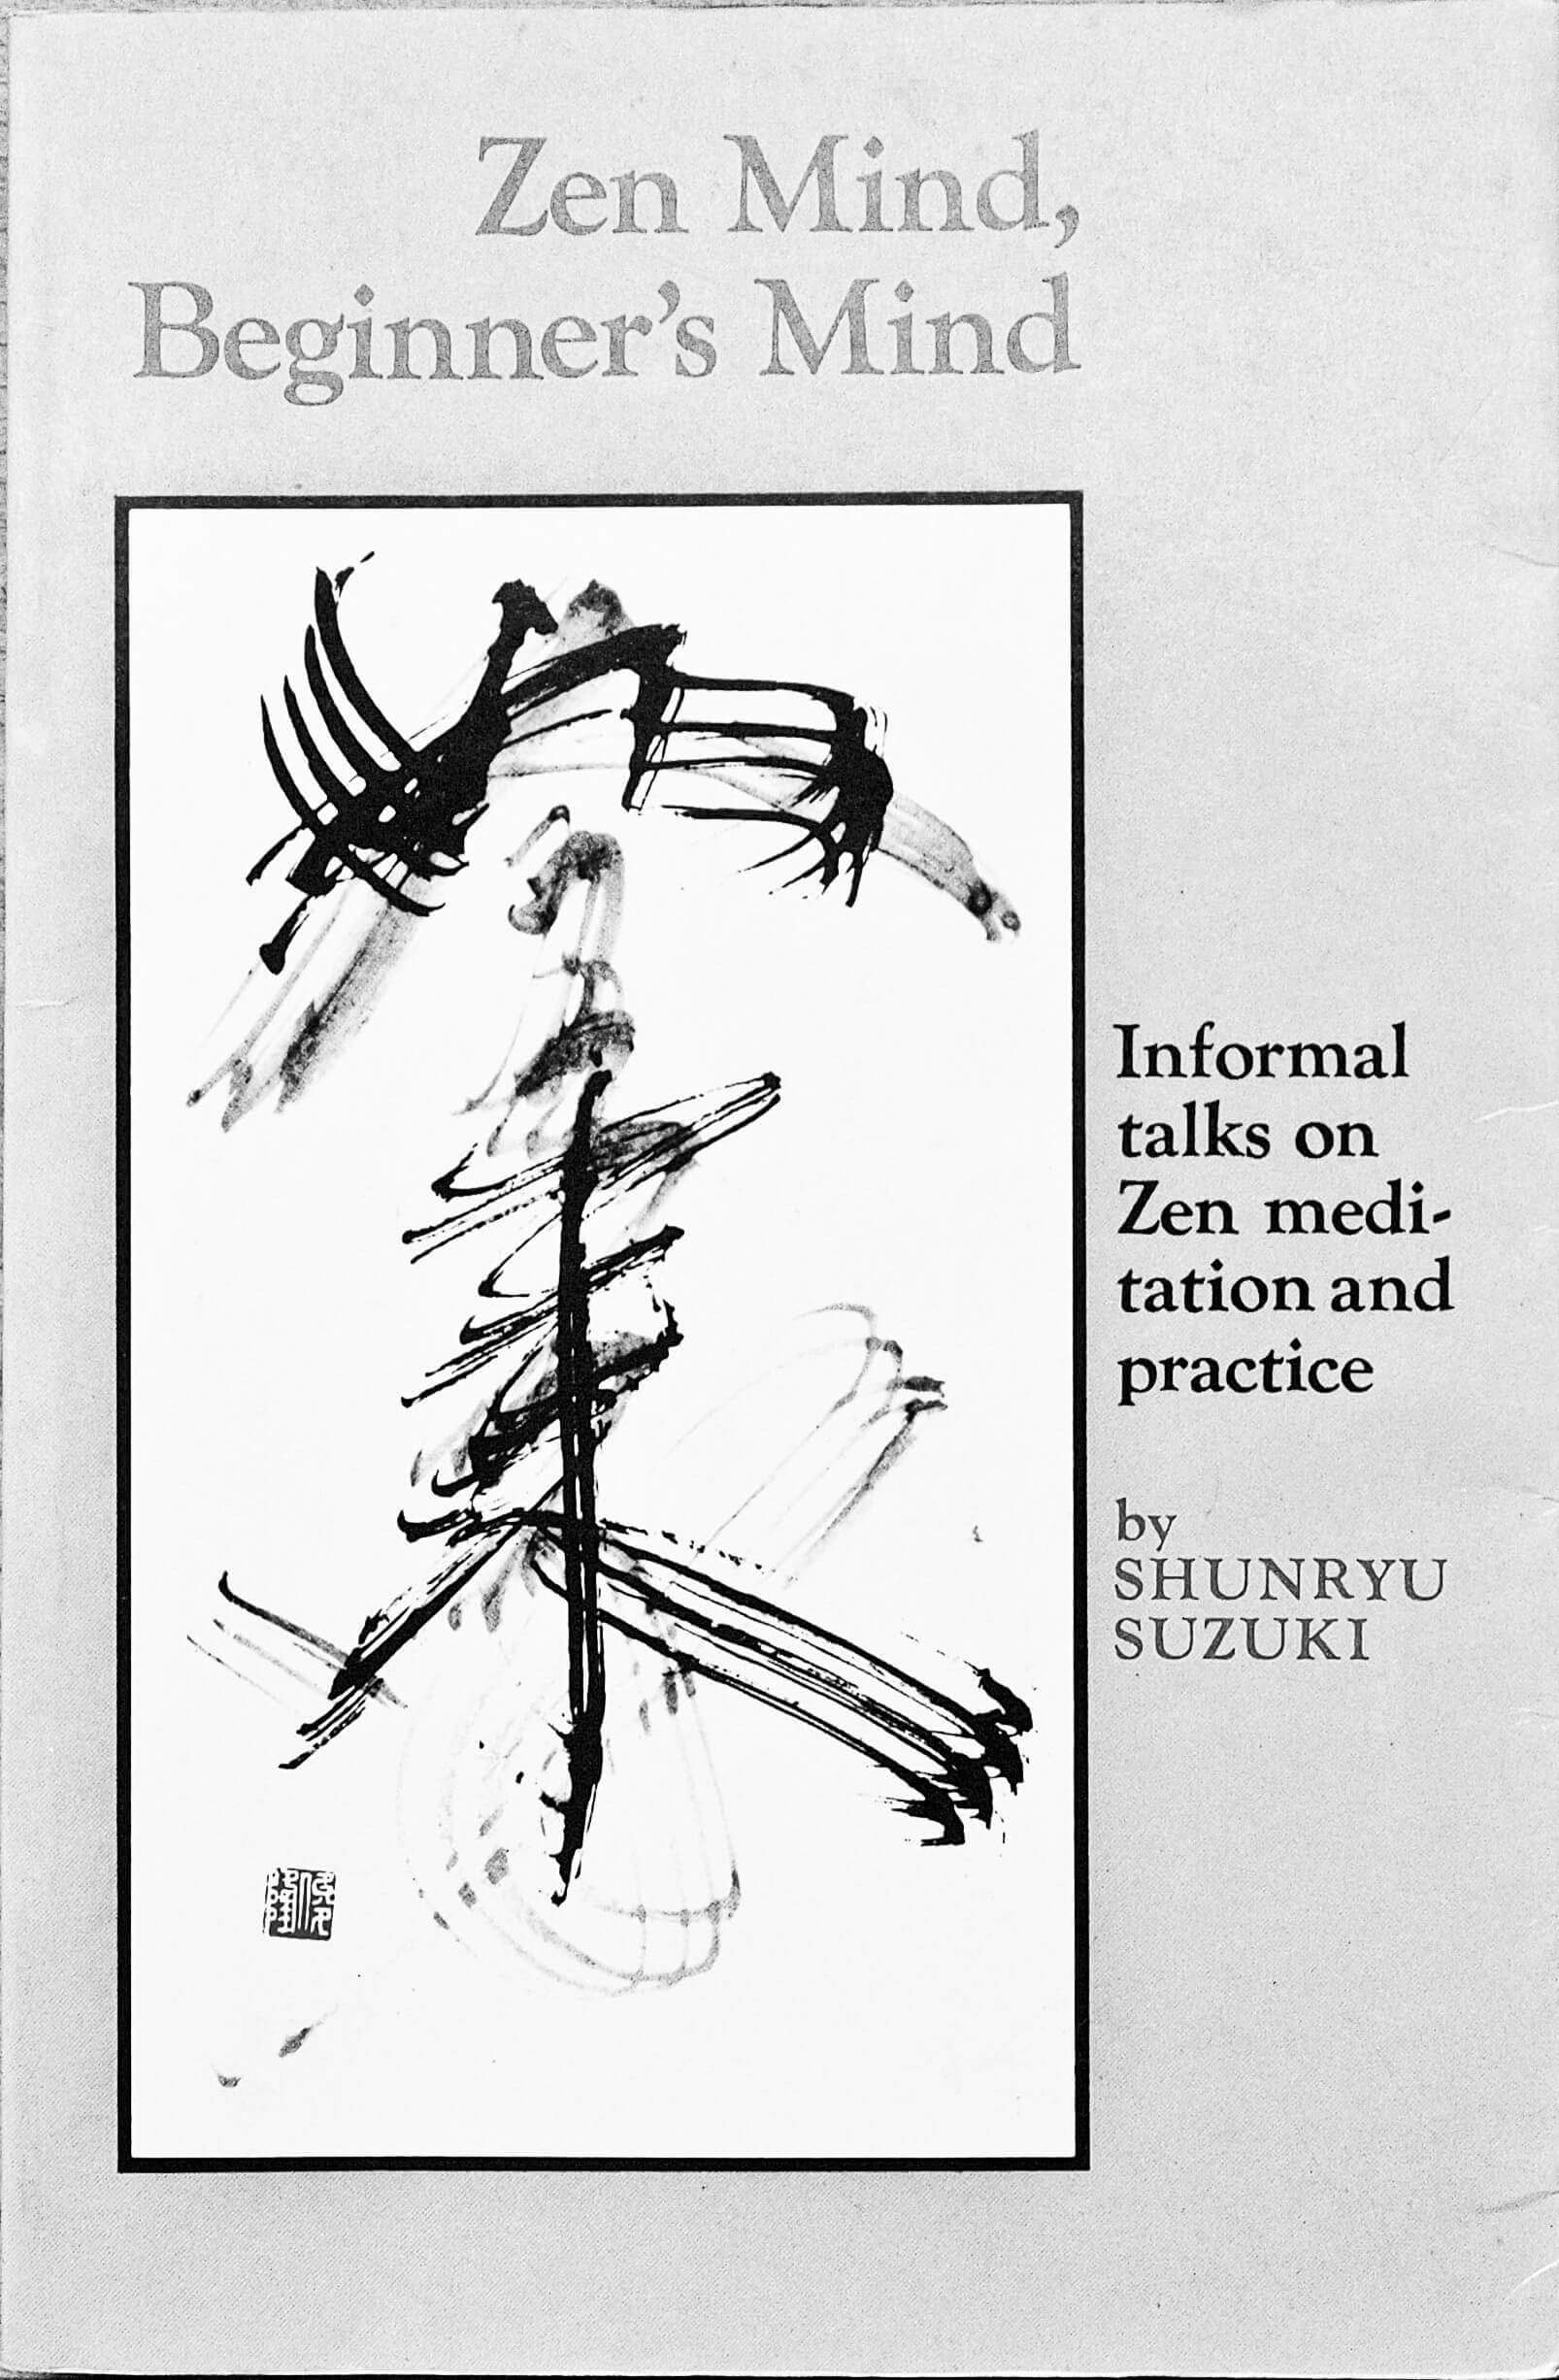 Zen Mind,
Beginner's Mind
Informal
talks on
Zen medi-
tation and
practice
by
SHUNRYU
SUZUKI